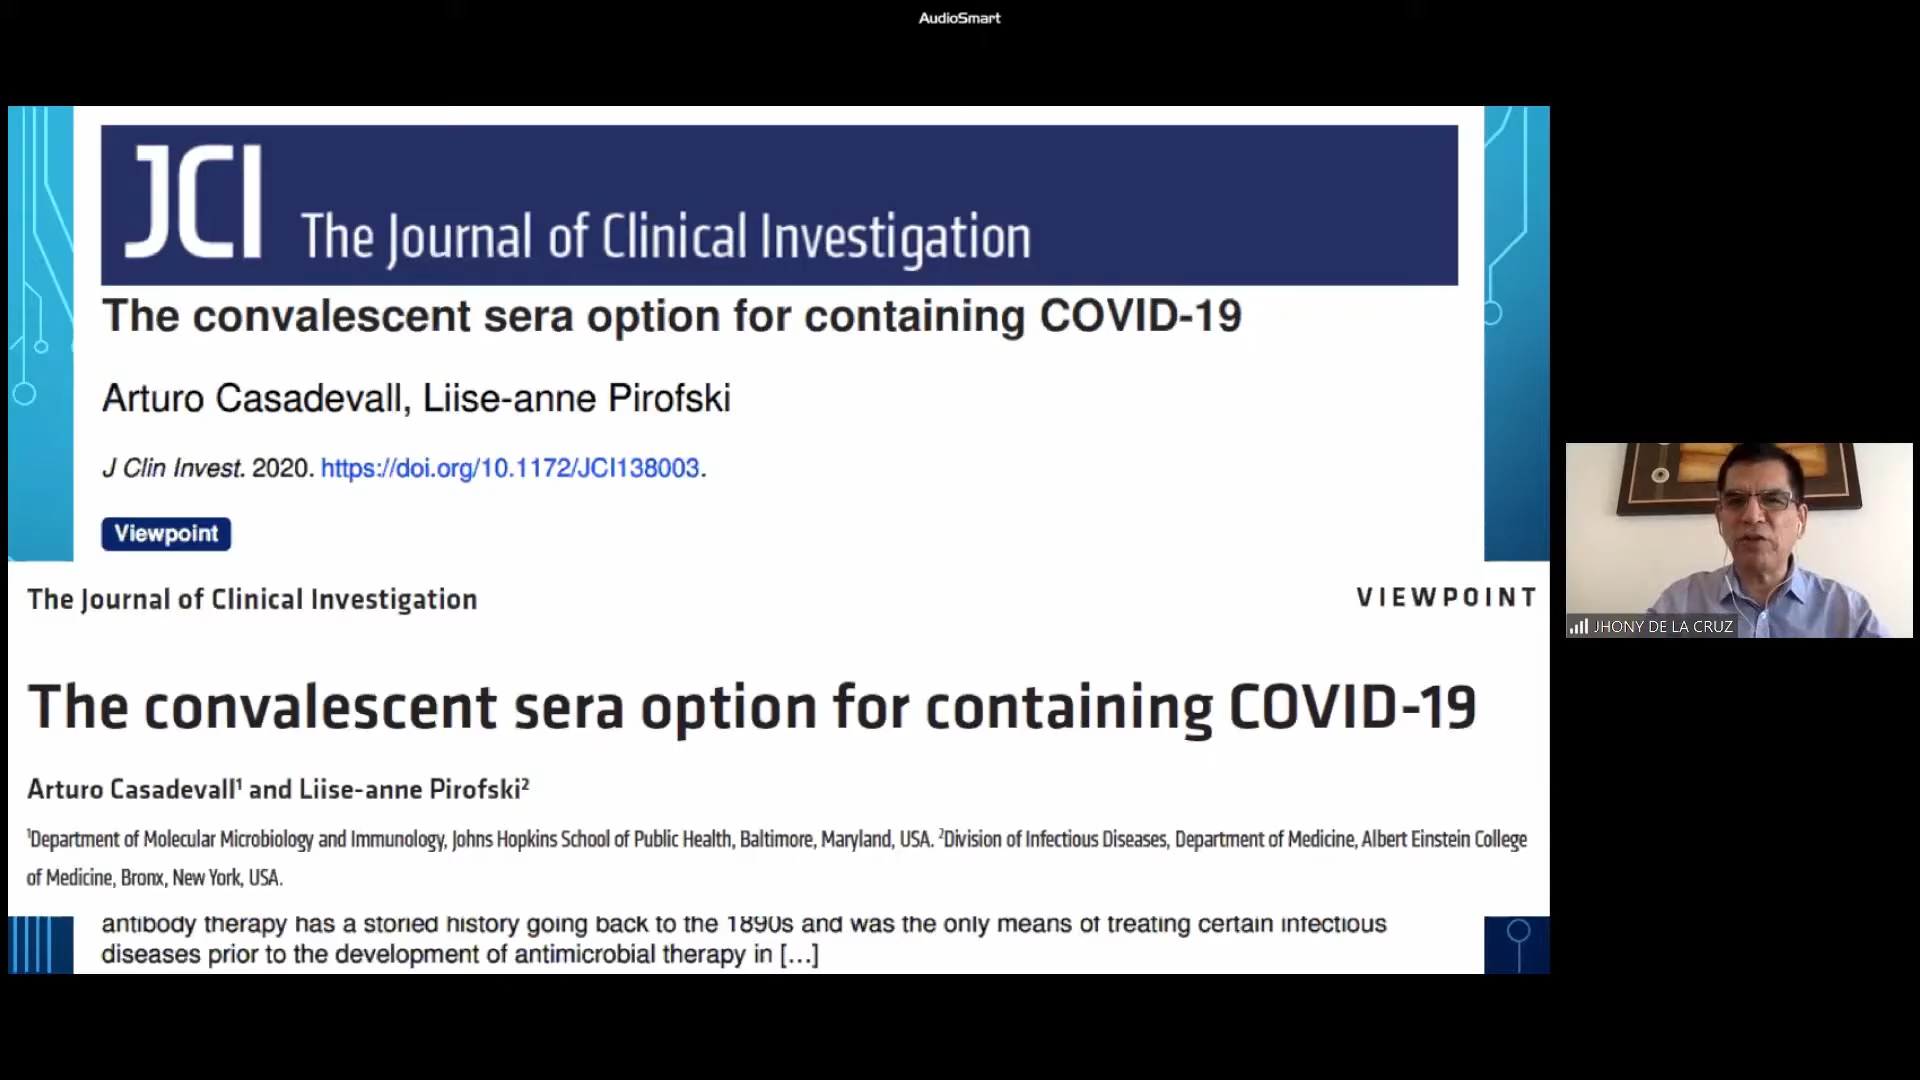 AudioSmart
JCI
The Journal of Clinical Investigation
The convalescent sera option for containing COVID-19
Arturo Casadevall, Liise-anne Pirofski
J Clin Invest. 2020. https://doi.org/10.1172/JCI138003.
Viewpoint
The Journal of Clinical Investigation
VIEWPOINT
The convalescent sera option for containing COVID-19
Arturo Casadevall¹ and Liise-anne Pirofski²
¹Department of Molecular Microbiology and Immunology, Johns Hopkins School of Public Health, Baltimore, Maryland, USA. ²Division of Infectious Diseases, Department of Medicine, Albert Einstein College
of Medicine, Bronx, New York, USA.
antibody therapy has a storied history going back to the 1890s and was the only means of treating certain infectious
diseases prior to the development of antimicrobial therapy in [...]
JHONY DE LA CRUZ